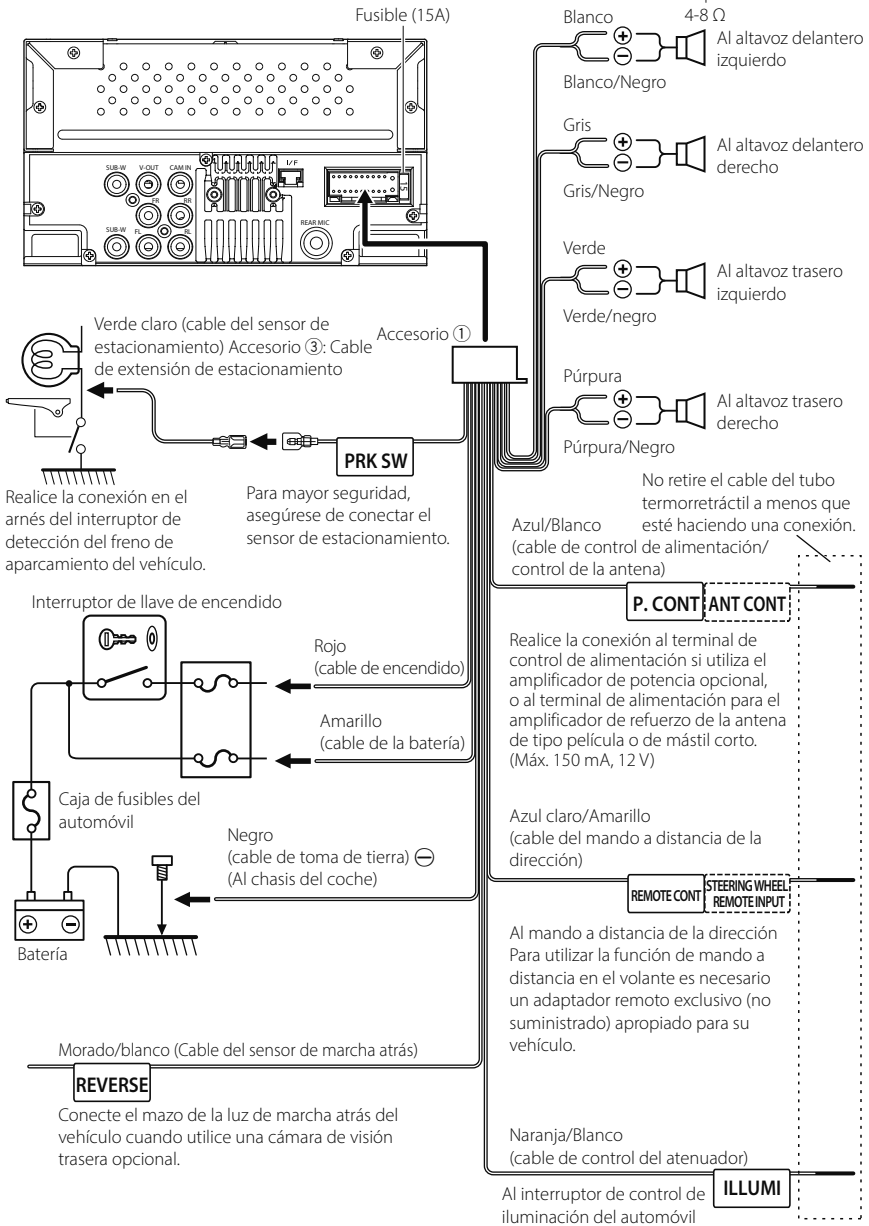 Fusible (15A)
4-8 Ω
Blanco
Al altavoz delantero
izquierdo
Blanco/Negro
Gris
Al altavoz delantero
derecho
Gris/Negro
Verde
Al altavoz trasero
izquierdo
Verde/negro
Púrpura
Al altavoz trasero
derecho
Púrpura/Negro
SUB-W V-OUT CAM IN
I/F
15
FR RR
SUB-W FL RL
REAR MIC
Accesorio ①
Verde claro (cable del sensor de
estacionamiento) Accesorio ③: Cable
de extensión de estacionamiento
PRK SW
Realice la conexión en el
arnés del interruptor de
detección del freno de
aparcamiento del vehículo.
Para mayor seguridad,
asegúrese de conectar el
sensor de estacionamiento.
No retire el cable del tubo
termorretráctil a menos que
esté haciendo una conexión.
Azul/Blanco
(cable de control de alimentación/
control de la antena)
P. CONT ANT CONT
Realice la conexión al terminal de
control de alimentación si utiliza el
amplificador de potencia opcional,
o al terminal de alimentación para el
amplificador de refuerzo de la antena
de tipo película o de mástil corto.
(Máx. 150 mA, 12 V)
Interruptor de llave de encendido
Rojo
(cable de encendido)
Amarillo
(cable de la batería)
Caja de fusibles del
automóvil
Negro
(cable de toma de tierra) ⊖
(Al chasis del coche)
⊕ ⊖
Batería
Azul claro/Amarillo
(cable del mando a distancia de la
dirección)
REMOTE CONT STEERING WHEEL
REMOTE INPUT
Al mando a distancia de la dirección
Para utilizar la función de mando a
distancia en el volante es necesario
un adaptador remoto exclusivo (no
suministrado) apropiado para su
vehículo.
Morado/blanco (Cable del sensor de marcha atrás)
REVERSE
Conecte el mazo de la luz de marcha atrás del
vehículo cuando utilice una cámara de visión
trasera opcional.
Naranja/Blanco
(cable de control del atenuador)
ILLUMI
Al interruptor de control de
iluminación del automóvil